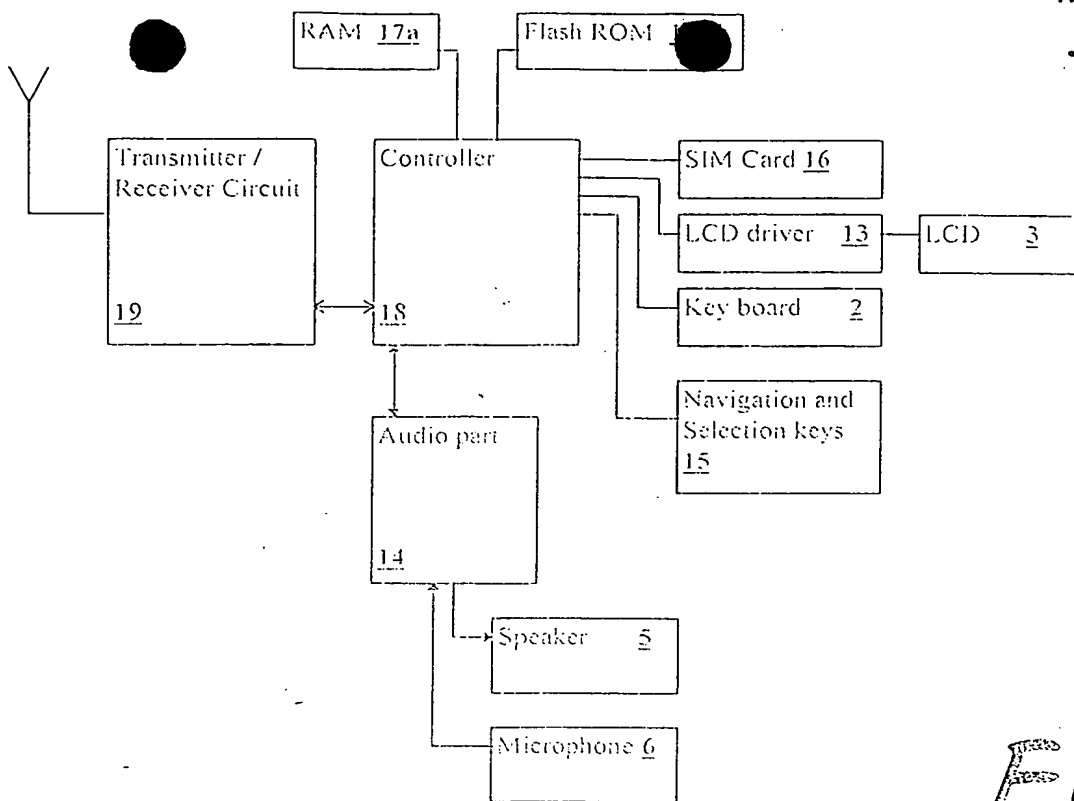 RAM 17a
Flash ROM
Transmitter /
Receiver Circuit
19
Controller
18
SIM Card 16
LCD driver 13
LCD 3
Key board 2
Navigation and
Selection keys
15
Audio part
14
Speaker 5
Microphone 6